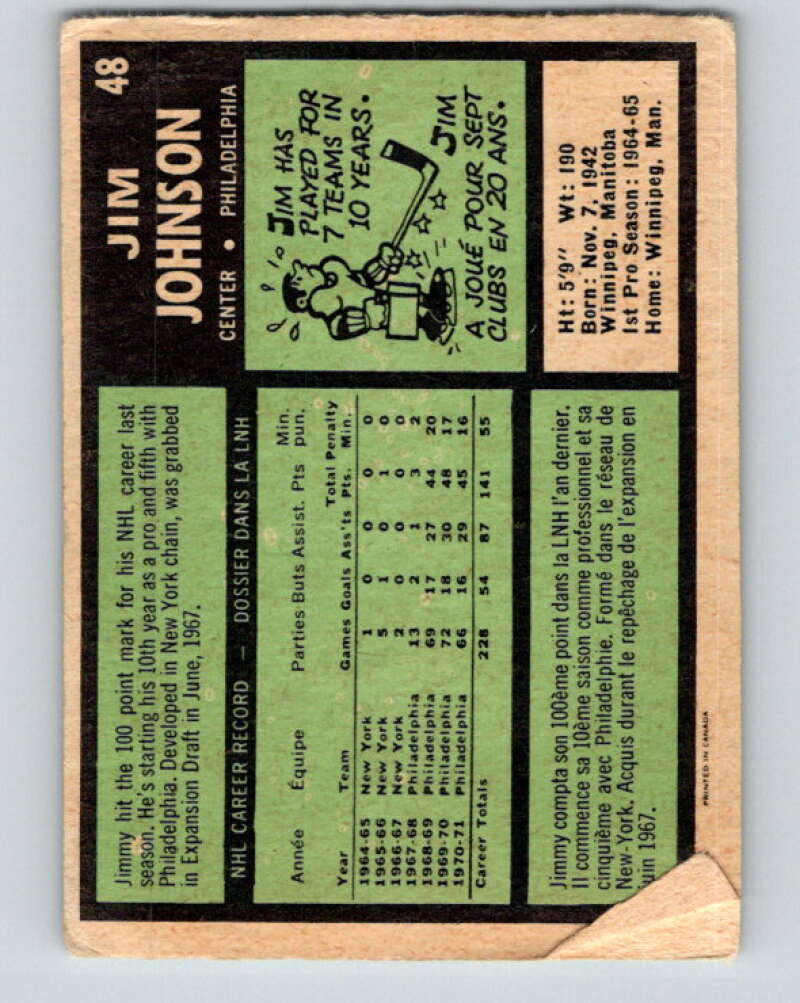 48
JIM
JOHNSON
CENTER • PHILADELPHIA
JIM HAS
PLAYED FOR
7 TEAMS IN
10 YEARS.
JIM
A JOUÉ POUR SEPT
CLUBS EN 20 ANS.
Ht: 5'9" Wt: 190
Born: Nov. 7, 1942
Winnipeg, Manitoba
1st Pro Season: 1964-65
Home: Winnipeg, Man.
Jimmy hit the 100 point mark for his NHL career last
season. He's starting his 10th year as a pro and fifth with
Philadelphia. Developed in New York chain, was grabbed
in Expansion Draft in June, 1967.
NHL CAREER RECORD — DOSSIER DANS LA LNH
Année Équipe Parties Buts Assist. Pts Min. pun.
Year Team Games Goals Ass'ts Total Pts. Penalty Min.
1964-65 New York 1 0 0 0 0
1965-66 New York 5 1 0 1 0
1966-67 New York 2 0 0 0 0
1967-68 Philadelphia 13 2 1 3 2
1968-69 Philadelphia 69 17 27 44 20
1969-70 Philadelphia 72 18 30 48 17
1970-71 Philadelphia 66 16 29 45 16
Career Totals 228 54 87 141 55
Jimmy compta son 100ème point dans la LNH l'an dernier.
Il commence sa 10ème saison comme professionnel et sa
cinquième avec Philadelphie. Formé dans le réseau de
New-York. Acquis durant le repêchage de l'expansion en
juin 1967.
PRINTED IN CANADA